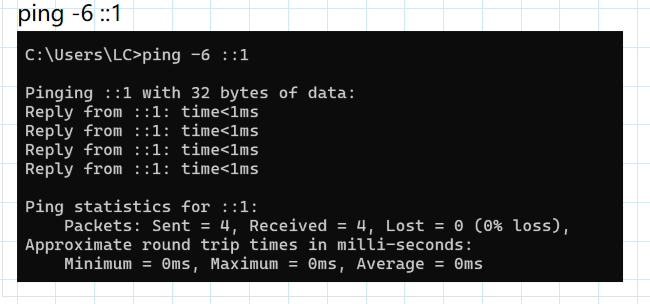 ping -6 ::1
C:\Users\LC>ping -6 ::1
Pinging ::1 with 32 bytes of data:
Reply from ::1: time<1ms
Reply from ::1: time<1ms
Reply from ::1: time<1ms
Reply from ::1: time<1ms
Ping statistics for ::1:
    Packets: Sent = 4, Received = 4, Lost = 0 (0% loss),
Approximate round trip times in milli-seconds:
    Minimum = 0ms, Maximum = 0ms, Average = 0ms